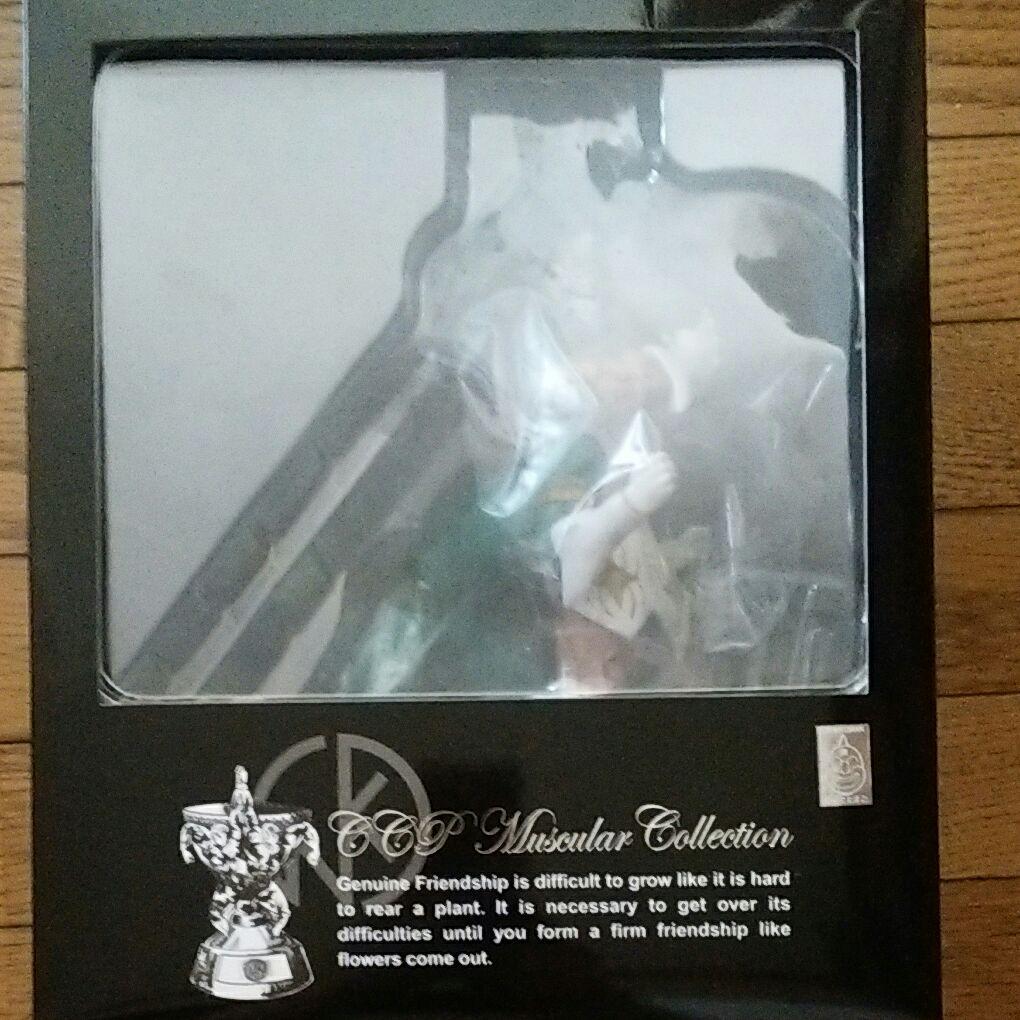 CCP Muscular Collection
Genuine Friendship is difficult to grow like it is hard
to rear a plant. It is necessary to get over its
difficulties until you form a firm friendship like
flowers come out.